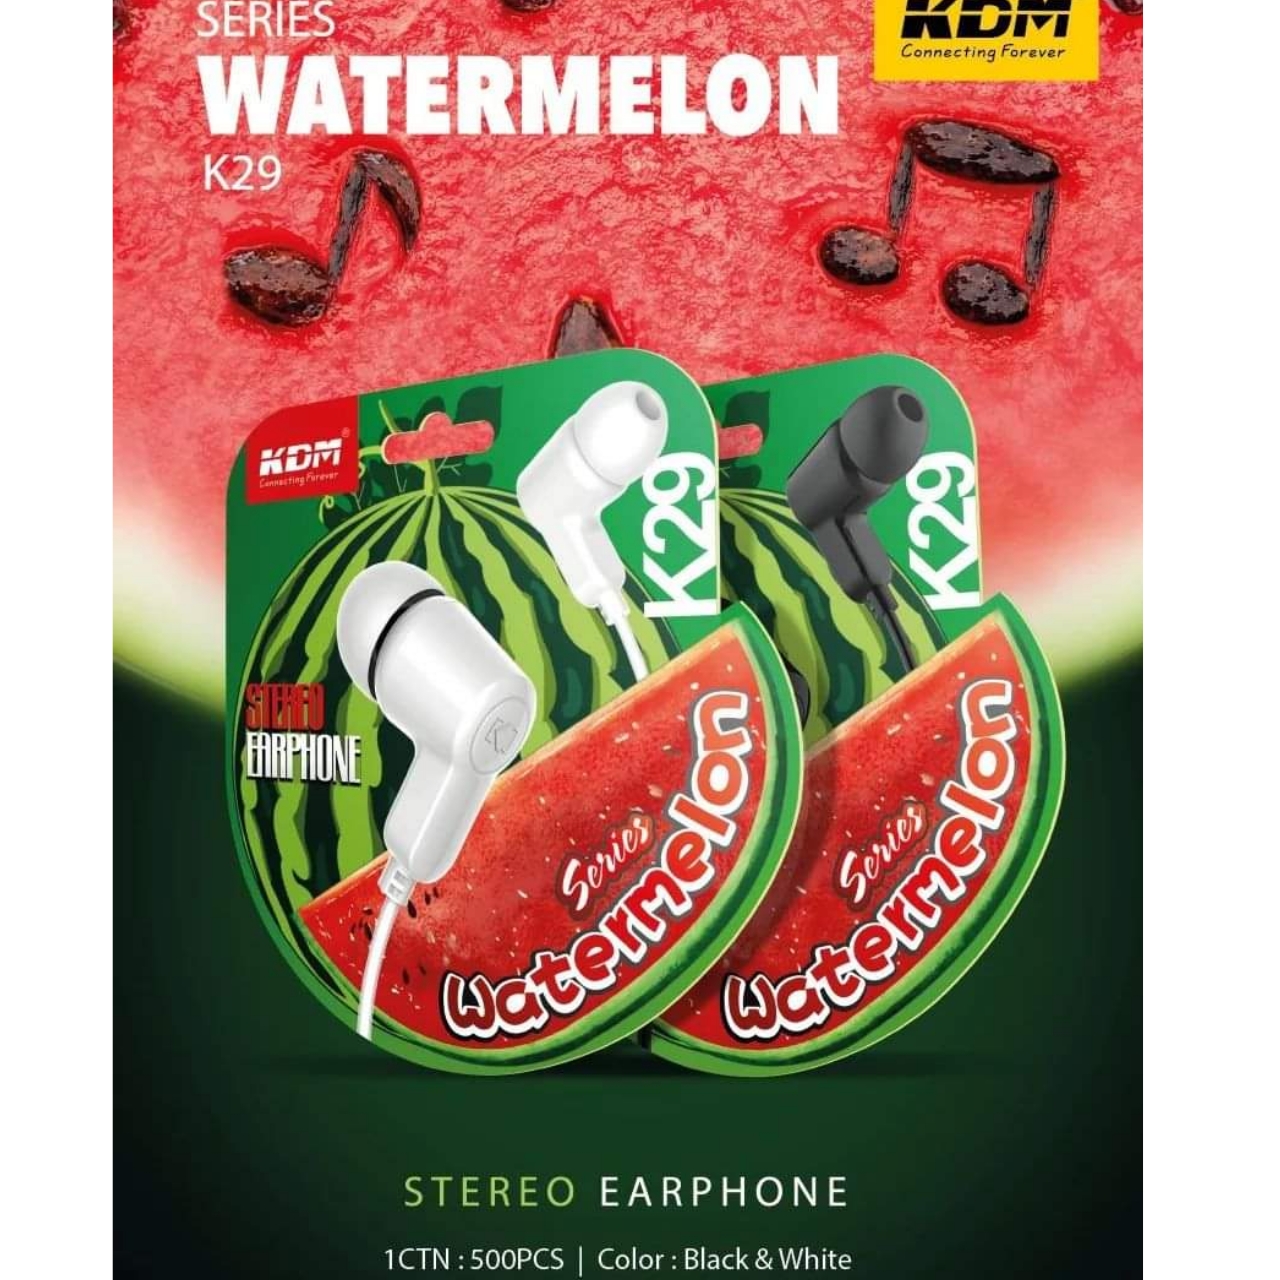 SERIES
WATERMELON
K29
KDM
Connecting Forever
KDM®
Connecting Forever
K29
STEREO
EARPHONE
Series
Watermelon
K29
Series
Watermelon
STEREO EARPHONE
1CTN : 500PCS | Color : Black & White